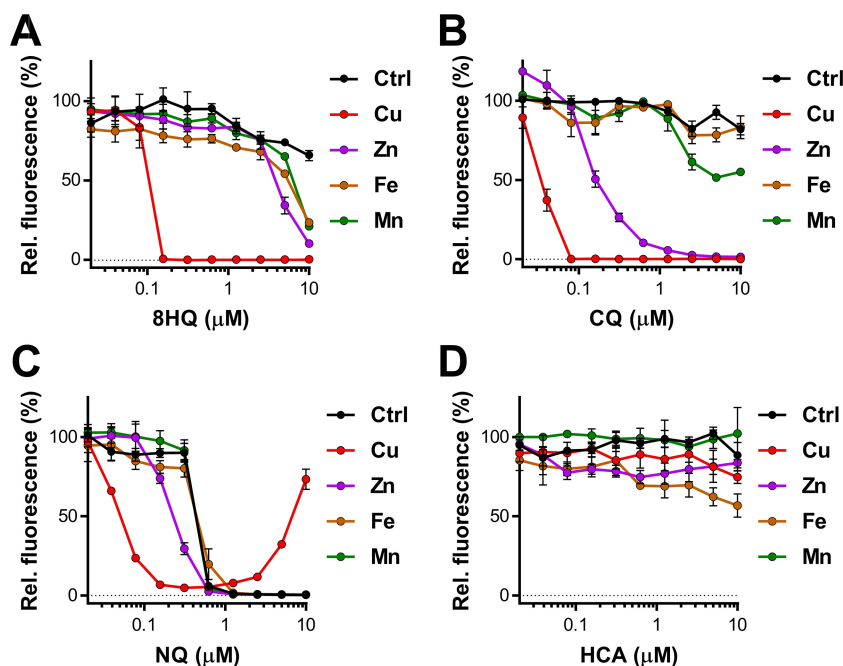 A
Rel. fluorescence (%)
100
50
0
0.1
1
10
8HQ (µM)
Ctrl
Cu
Zn
Fe
Mn
B
Rel. fluorescence (%)
100
50
0
0.1
1
10
CQ (µM)
Ctrl
Cu
Zn
Fe
Mn
C
Rel. fluorescence (%)
100
50
0
0.1
1
10
NQ (µM)
Ctrl
Cu
Zn
Fe
Mn
D
Rel. fluorescence (%)
100
50
0
0.1
1
10
HCA (µM)
Ctrl
Cu
Zn
Fe
Mn